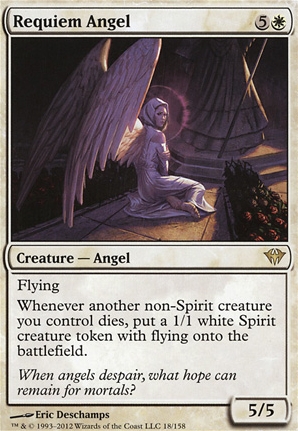 Requiem Angel 5
Creature — Angel
Flying
Whenever another non-Spirit creature
you control dies, put a 1/1 white Spirit
creature token with flying onto the
battlefield.
When angels despair, what hope can
remain for mortals?
Eric Deschamps
™ & © 1993–2012 Wizards of the Coast LLC 18/158
5/5